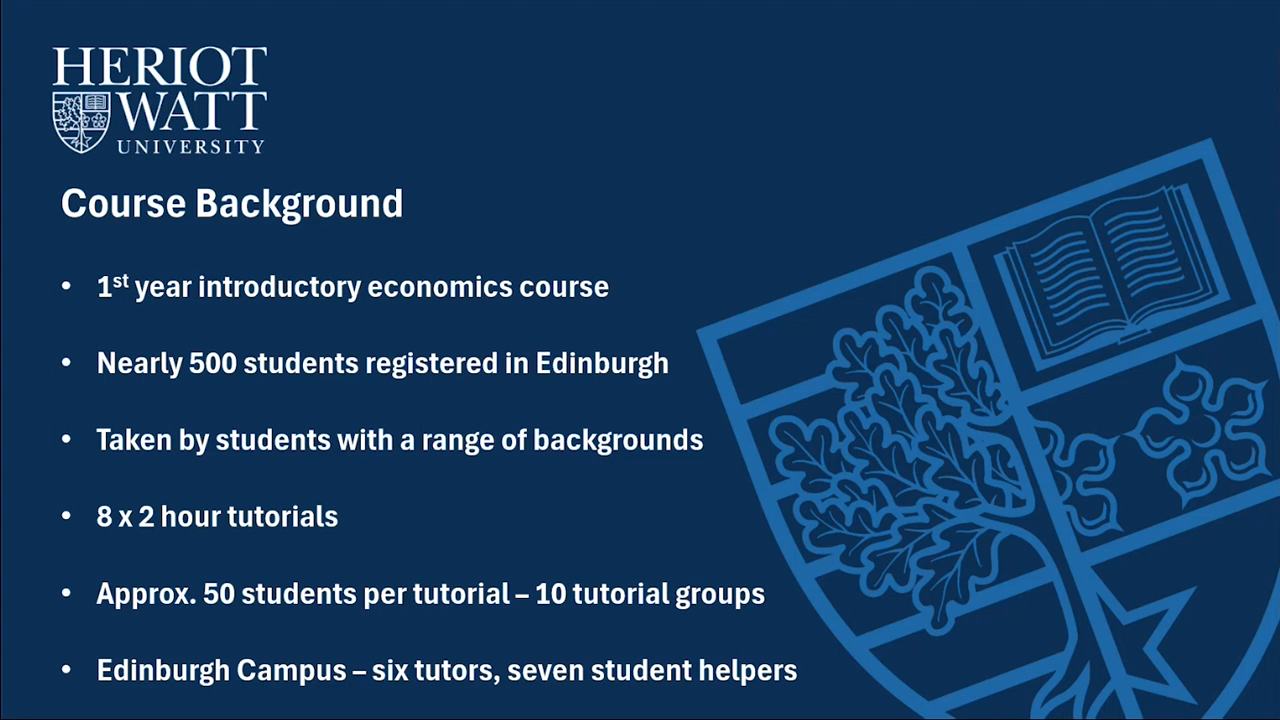 HERIOT
WATT
UNIVERSITY
Course Background
• 1st year introductory economics course
• Nearly 500 students registered in Edinburgh
• Taken by students with a range of backgrounds
• 8 x 2 hour tutorials
• Approx. 50 students per tutorial – 10 tutorial groups
• Edinburgh Campus – six tutors, seven student helpers